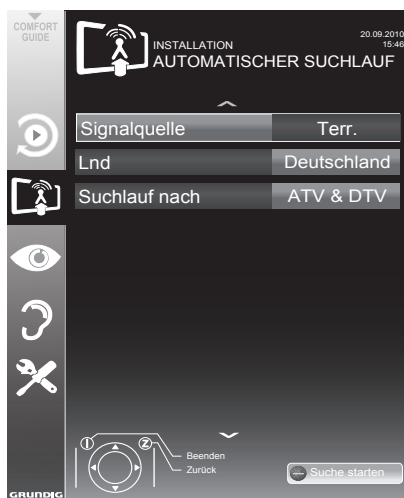 COMFORT
GUIDE
INSTALLATION
AUTOMATISCHER SUCHLAUF
20.09.2010
15:46
Signalquelle
Terr.
Lnd
Deutschland
Suchlauf nach
ATV & DTV
Z
Beenden
Zurück
Suche starten
GRUNDIG